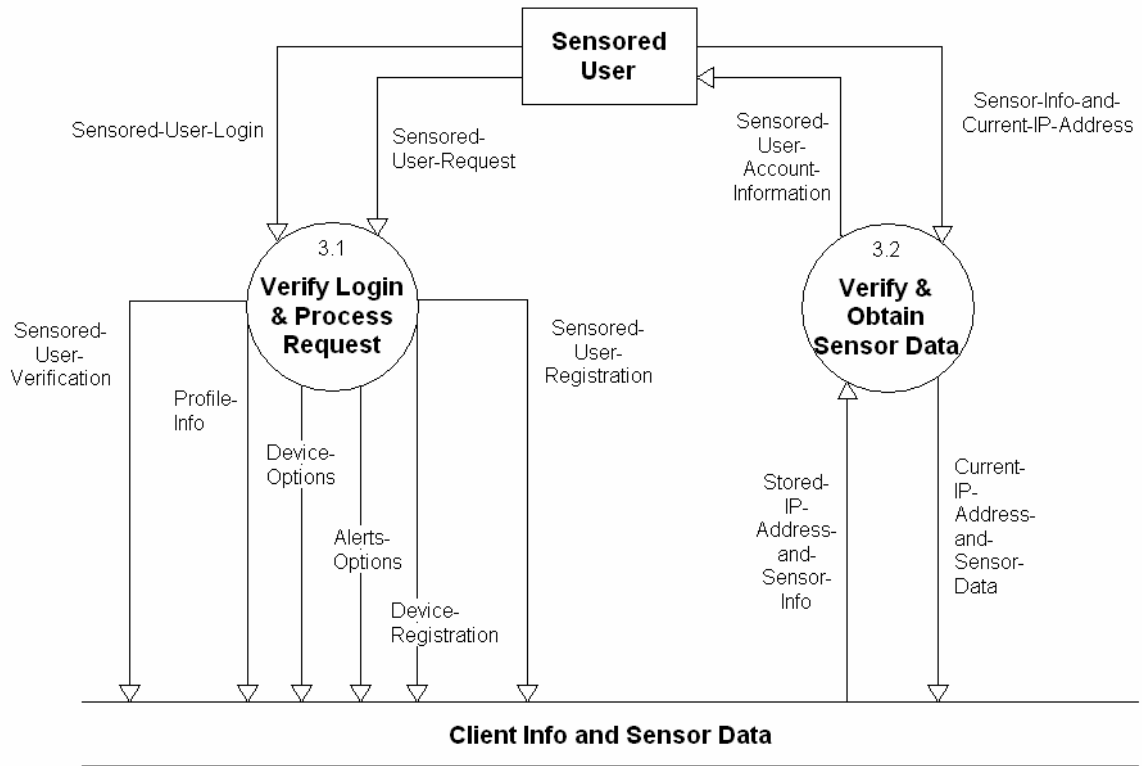 Sensored
User
Sensored-User-Login
Sensored-
User-Request
Sensored-
User-
Account-
Information
Sensor-Info-and-
Current-IP-Address
3.1
Verify Login
& Process
Request
3.2
Verify &
Obtain
Sensor Data
Sensored-
User-
Verification
Profile-
Info
Device-
Options
Alerts-
Options
Device-
Registration
Sensored-
User-
Registration
Stored-
IP-
Address-
and-
Sensor-
Info
Current-
IP-
Address-
and-
Sensor-
Data
Client Info and Sensor Data